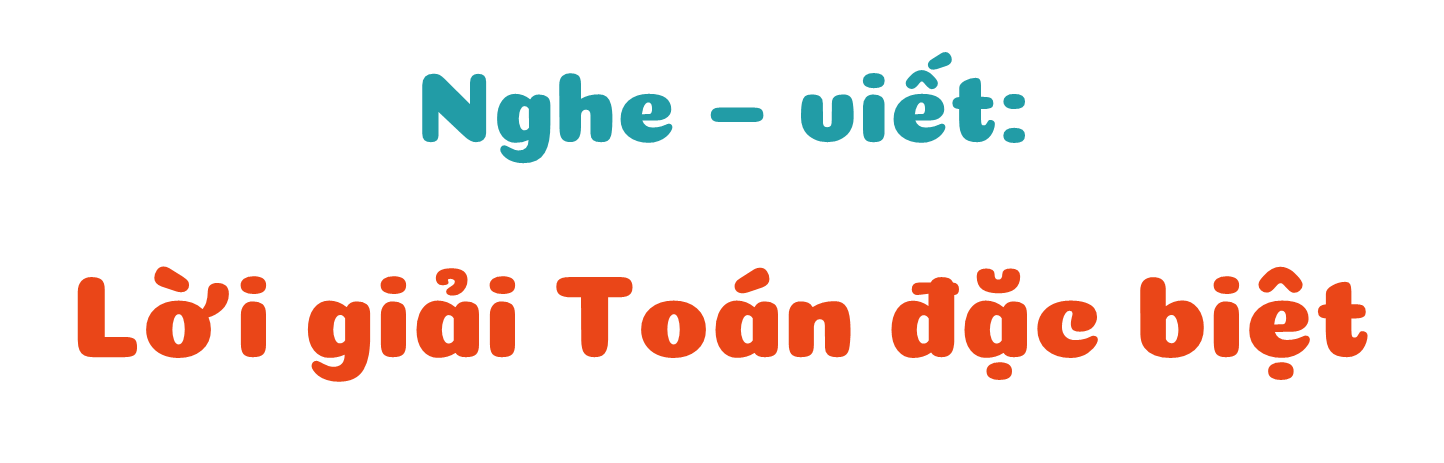 Nghe – viết:
Lời giải Toán đặc biệt